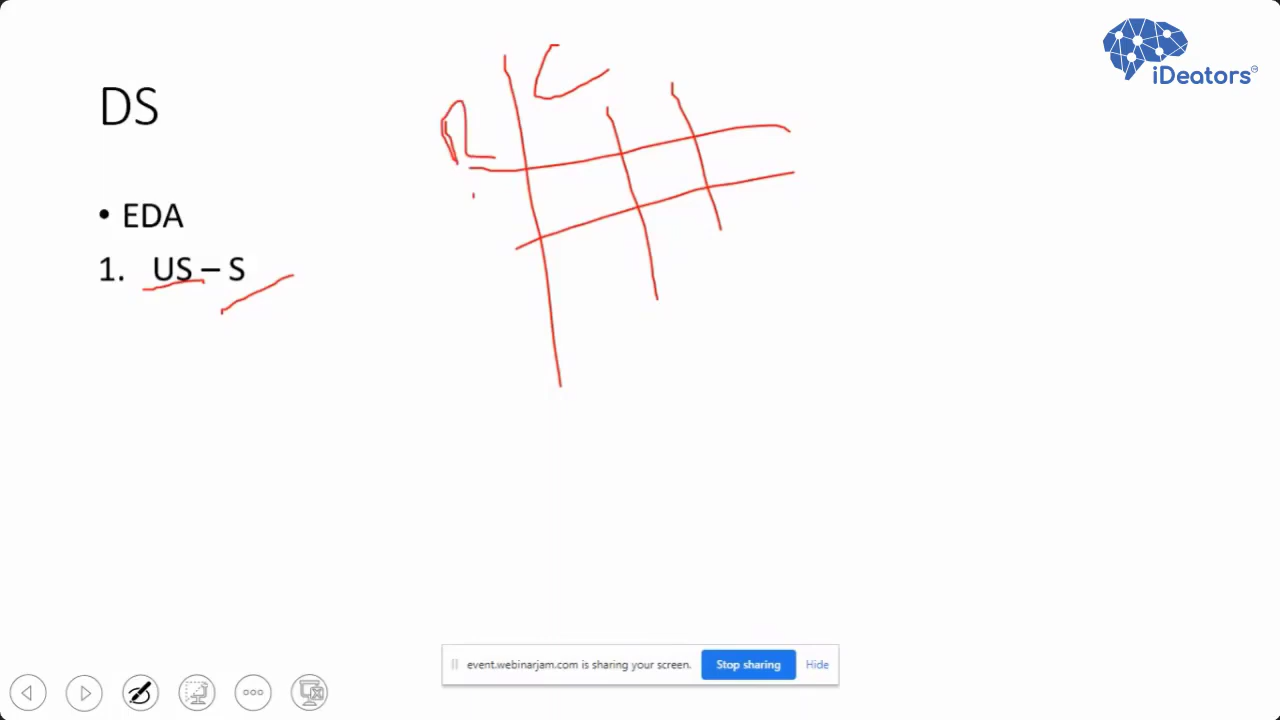 iDeators
DS
C
R
• EDA
1. US – S
event.webinarjam.com is sharing your screen. Stop sharing Hide